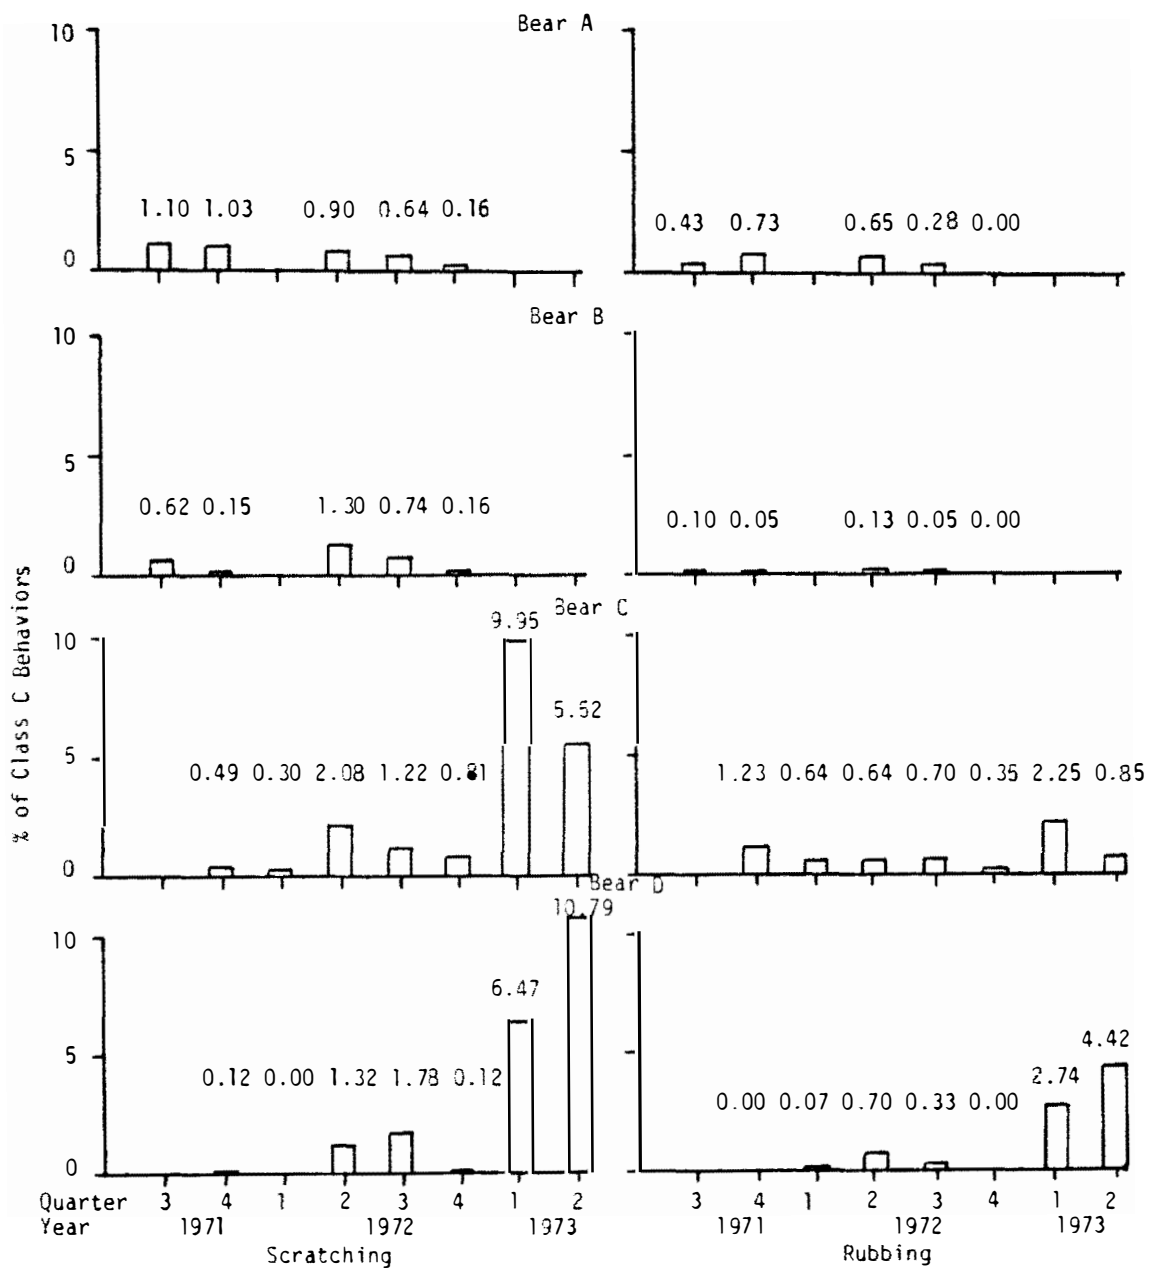 Bear A
10
5
0
1.10 1.03 0.90 0.64 0.16
0.43 0.73 0.65 0.28 0.00
Bear B
10
5
0
0.62 0.15 1.30 0.74 0.16
0.10 0.05 0.13 0.05 0.00
Bear C
10
5
0
9.95
5.52
0.49 0.30 2.08 1.22 0.81
1.23 0.64 0.64 0.70 0.35 2.25 0.85
Bear D
10
5
0
10.79
6.47
0.12 0.00 1.32 1.78 0.12
4.42
2.74
0.00 0.07 0.70 0.33 0.00
% of Class C Behaviors
Quarter 3 4 1 2 3 4 1 2 3 4 1 2 3 4 1 2
Year 1971 1972 1973 1971 1972 1973
Scratching Rubbing